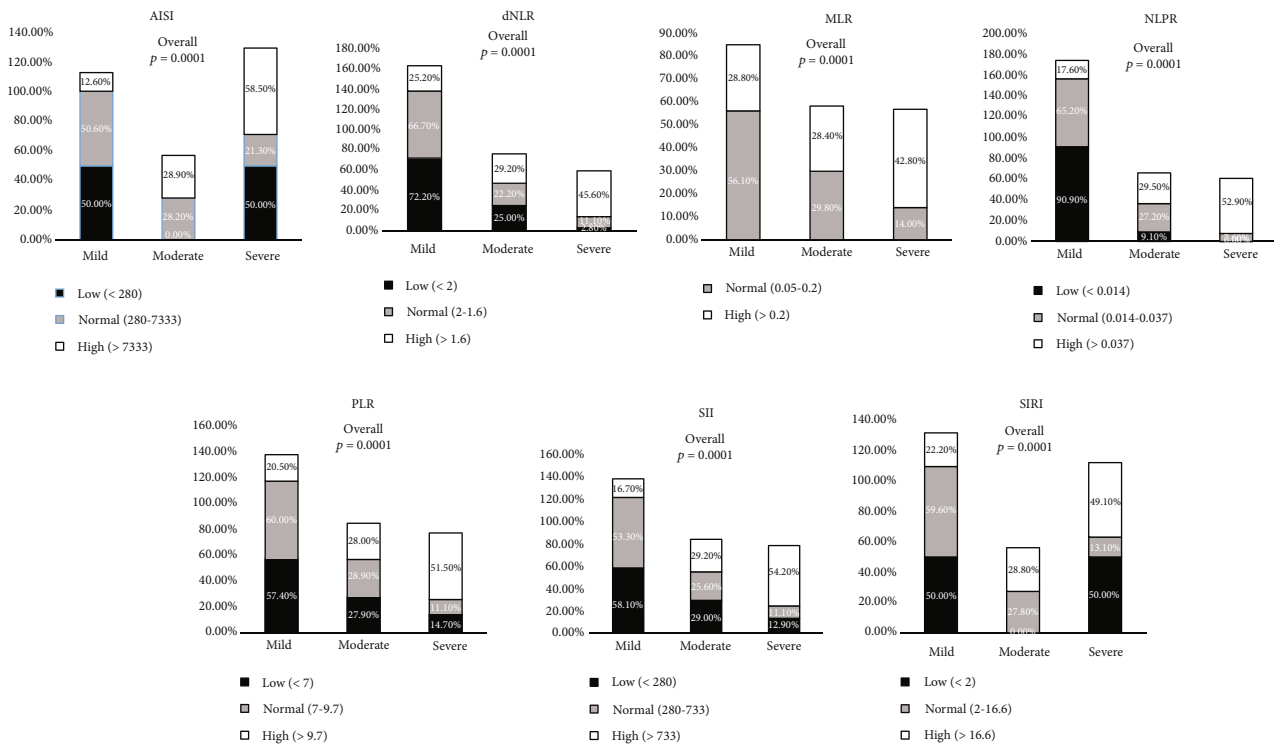 AISI
140.00%
120.00%
100.00%
80.00%
60.00%
40.00%
20.00%
0.00%
Overall
p = 0.0001
12.60%
50.60%
50.00%
28.90%
28.20%
0.00%
58.50%
21.30%
50.00%
Mild
Moderate
Severe
Low (< 280)
Normal (280-7333)
High (> 7333)
dNLR
180.00%
160.00%
140.00%
120.00%
100.00%
80.00%
60.00%
40.00%
20.00%
0.00%
Overall
p = 0.0001
25.20%
66.70%
72.20%
29.20%
22.20%
25.00%
45.60%
11.10%
2.80%
Mild
Moderate
Severe
Low (< 2)
Normal (2-1.6)
High (> 1.6)
MLR
90.00%
80.00%
70.00%
60.00%
50.00%
40.00%
30.00%
20.00%
10.00%
0.00%
Overall
p = 0.0001
28.80%
56.10%
28.40%
29.80%
42.80%
14.00%
Mild
Moderate
Severe
Normal (0.05-0.2)
High (> 0.2)
NLPR
200.00%
180.00%
160.00%
140.00%
120.00%
100.00%
80.00%
60.00%
40.00%
20.00%
0.00%
Overall
p = 0.0001
17.60%
65.20%
90.90%
29.50%
27.20%
9.10%
52.90%
Mild
Moderate
Severe
Low (< 0.014)
Normal (0.014-0.037)
High (> 0.037)
PLR
160.00%
140.00%
120.00%
100.00%
80.00%
60.00%
40.00%
20.00%
0.00%
Overall
p = 0.0001
20.50%
60.00%
57.40%
28.00%
28.90%
27.90%
51.50%
11.10%
14.70%
Mild
Moderate
Severe
Low (< 7)
Normal (7-9.7)
High (> 9.7)
SII
160.00%
140.00%
120.00%
100.00%
80.00%
60.00%
40.00%
20.00%
0.00%
Overall
p = 0.0001
16.70%
53.30%
58.10%
29.20%
25.60%
29.00%
54.20%
11.10%
12.90%
Mild
Moderate
Severe
Low (< 280)
Normal (280-733)
High (> 733)
SIRI
140.00%
120.00%
100.00%
80.00%
60.00%
40.00%
20.00%
0.00%
Overall
p = 0.0001
22.20%
59.60%
50.00%
28.80%
27.80%
0.00%
49.10%
13.10%
50.00%
Mild
Moderate
Severe
Low (< 2)
Normal (2-16.6)
High (> 16.6)